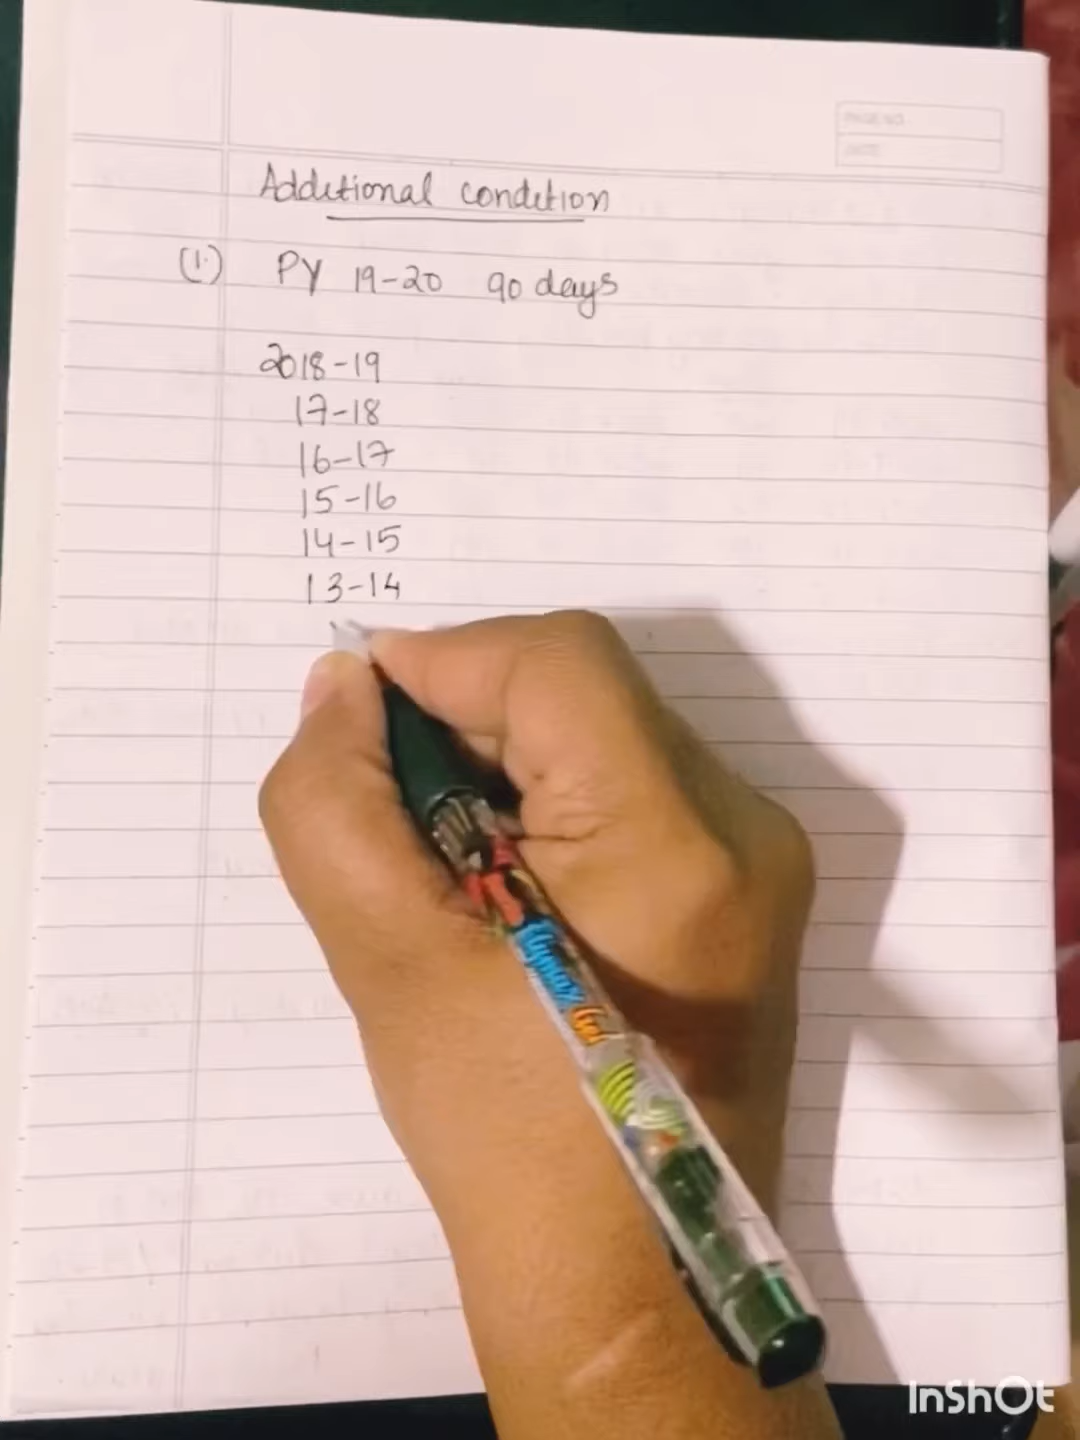 Additional condition
(1.) PY 19-20 90 days
2018-19
17-18
16-17
15-16
14-15
13-14
InShOt